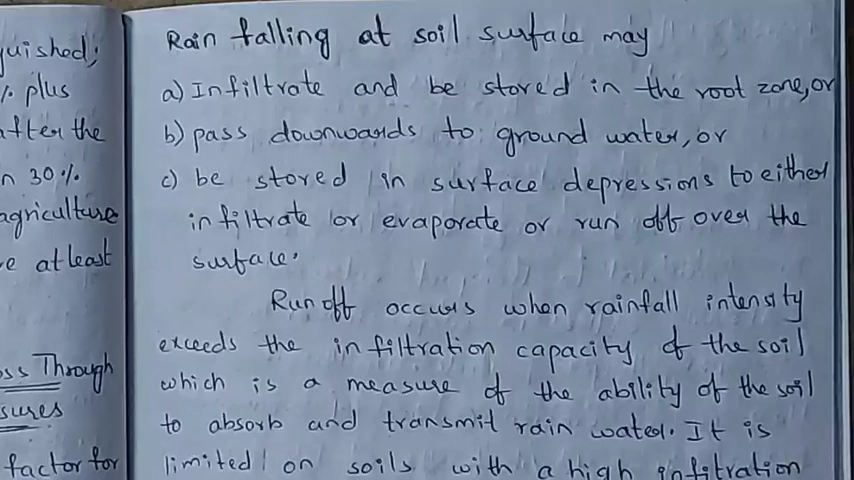 guished;
% plus
after the
n 30%
agriculture
e at least
ss Through
sures
factor for
Rain falling at soil surface may
a) Infiltrate and be stored in the root zone, or
b) pass downwards to ground water, or
c) be stored in surface depressions to either
infiltrate or evaporate or run off over the
surface.
Run off occurs when rainfall intensity
exceeds the infiltration capacity of the soil
which is a measure of the ability of the soil
to absorb and transmit rain water. It is
limited on soils with a high infitration